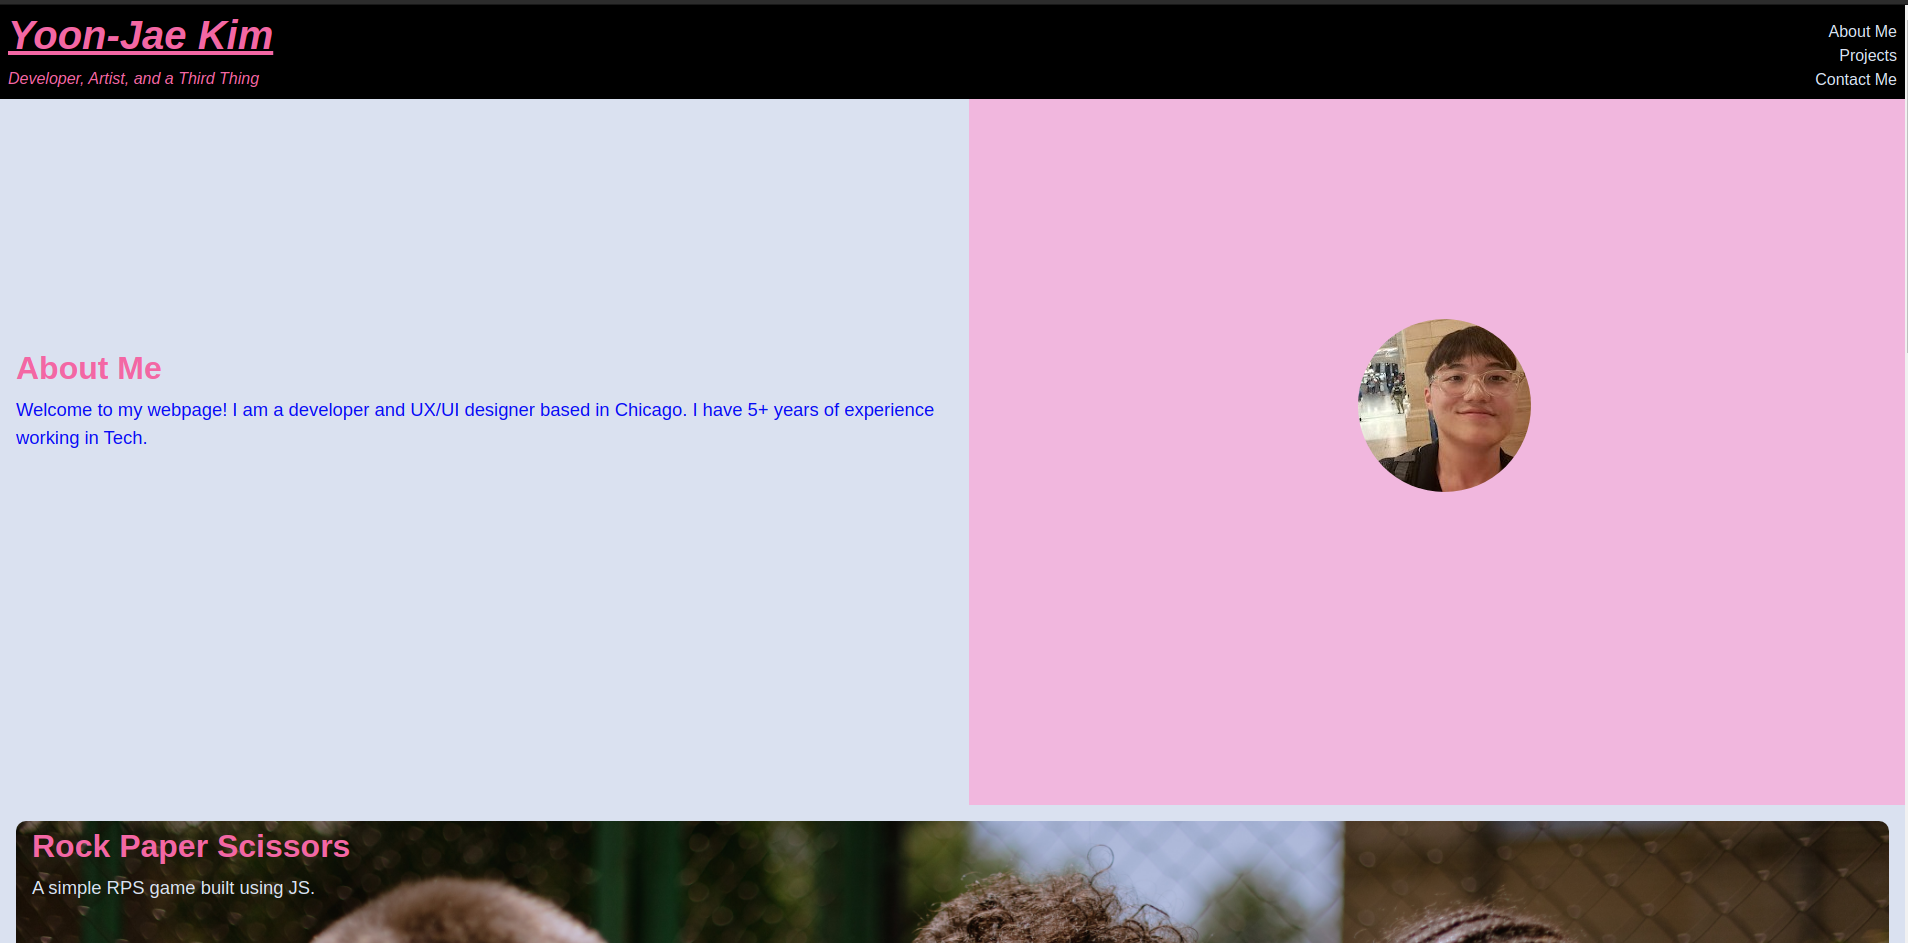 Yoon-Jae Kim
Developer, Artist, and a Third Thing
About Me
Projects
Contact Me
About Me
Welcome to my webpage! I am a developer and UX/UI designer based in Chicago. I have 5+ years of experience
working in Tech.
Rock Paper Scissors
A simple RPS game built using JS.